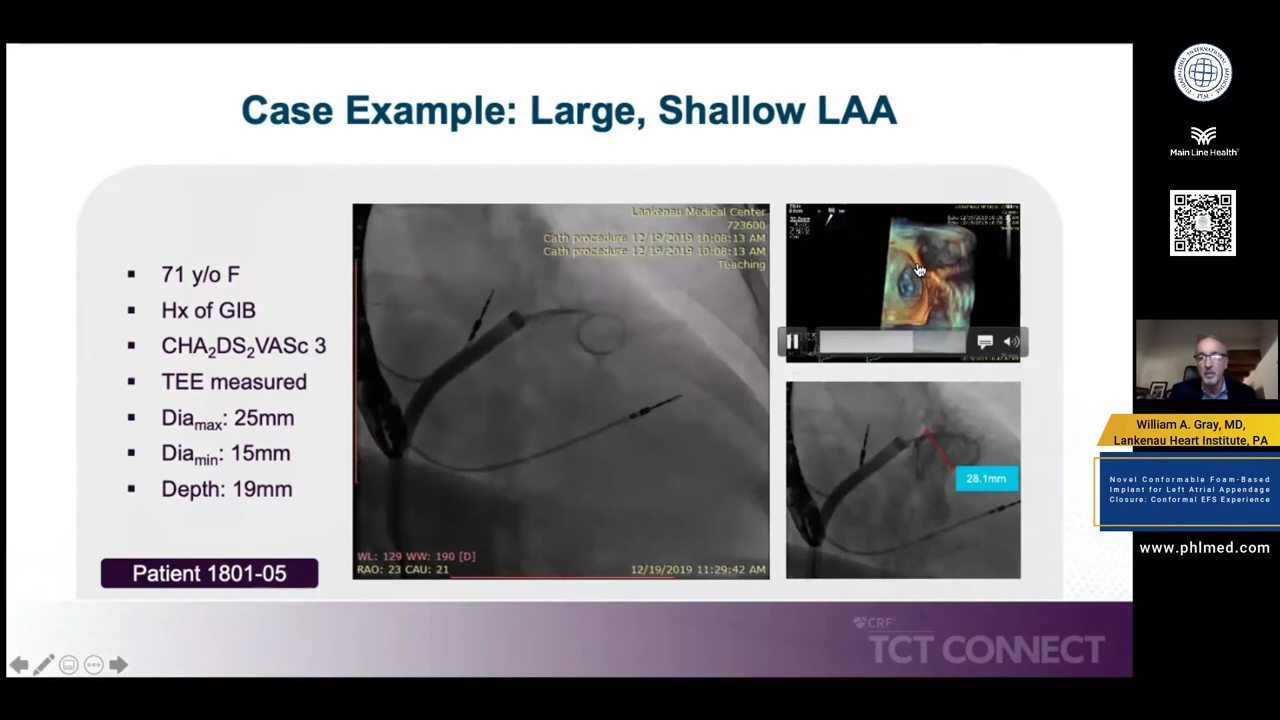 Case Example: Large, Shallow LAA
71 y/o F
Hx of GIB
CHA₂DS₂VASc 3
TEE measured
Dia_max: 25mm
Dia_min: 15mm
Depth: 19mm
Patient 1801-05
Lankenau Medical Center
723600
Cath procedure 12/19/2019 10:08:13 AM
Cath procedure 12/19/2019 10:08:13 AM
Teaching
WL: 129 WW: 190 [D]
RAO: 23 CAU: 21
12/19/2019 11:29:42 AM
28.1mm
CRF
TCT CONNECT
Main Line Health
William A. Gray, MD,
Lankenau Heart Institute, PA
Novel Conformable Foam-Based
Implant for Left Atrial Appendage
Closure: Conformal EFS Experience
www.phlmed.com